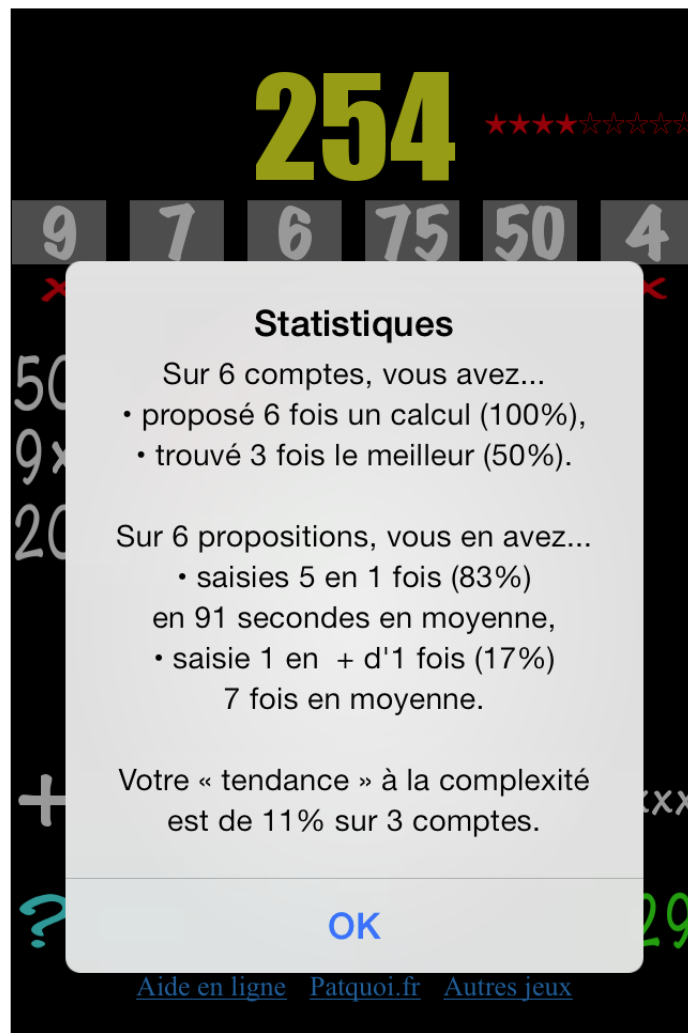 254 ★★★★☆☆☆☆☆
9 7 6 75 50 4
Statistiques
Sur 6 comptes, vous avez...
• proposé 6 fois un calcul (100%),
• trouvé 3 fois le meilleur (50%).
Sur 6 propositions, vous en avez...
• saisies 5 en 1 fois (83%)
en 91 secondes en moyenne,
• saisie 1 en  + d'1 fois (17%)
7 fois en moyenne.
Votre « tendance » à la complexité
est de 11% sur 3 comptes.
+
?
OK
Aide en ligne Patquoi.fr Autres jeux